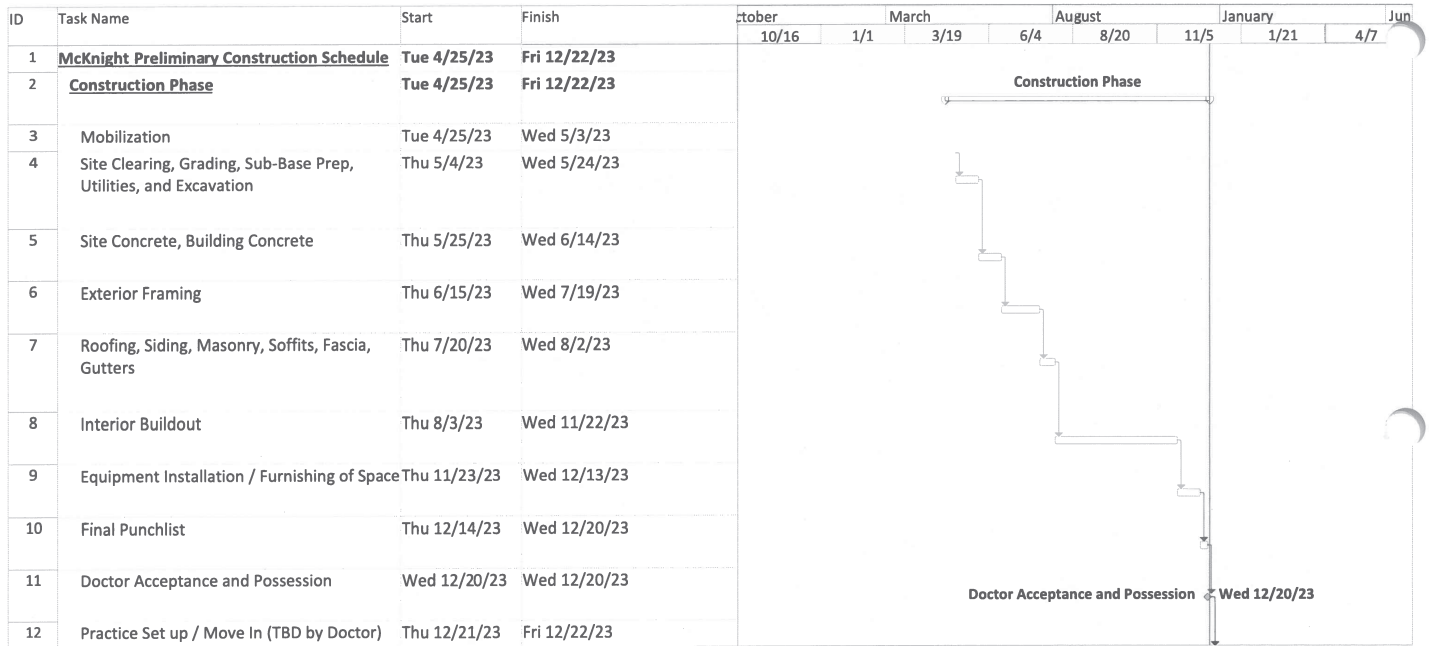 ID Task Name Start Finish ctober March August January Jun
10/16 1/1 3/19 6/4 8/20 11/5 1/21 4/7
1 McKnight Preliminary Construction Schedule Tue 4/25/23 Fri 12/22/23
2 Construction Phase Tue 4/25/23 Fri 12/22/23
Construction Phase
3 Mobilization Tue 4/25/23 Wed 5/3/23
4 Site Clearing, Grading, Sub-Base Prep, Thu 5/4/23 Wed 5/24/23
Utilities, and Excavation
5 Site Concrete, Building Concrete Thu 5/25/23 Wed 6/14/23
6 Exterior Framing Thu 6/15/23 Wed 7/19/23
7 Roofing, Siding, Masonry, Soffits, Fascia, Thu 7/20/23 Wed 8/2/23
Gutters
8 Interior Buildout Thu 8/3/23 Wed 11/22/23
9 Equipment Installation / Furnishing of Space Thu 11/23/23 Wed 12/13/23
10 Final Punchlist Thu 12/14/23 Wed 12/20/23
11 Doctor Acceptance and Possession Wed 12/20/23 Wed 12/20/23
Doctor Acceptance and Possession Wed 12/20/23
12 Practice Set up / Move In (TBD by Doctor) Thu 12/21/23 Fri 12/22/23